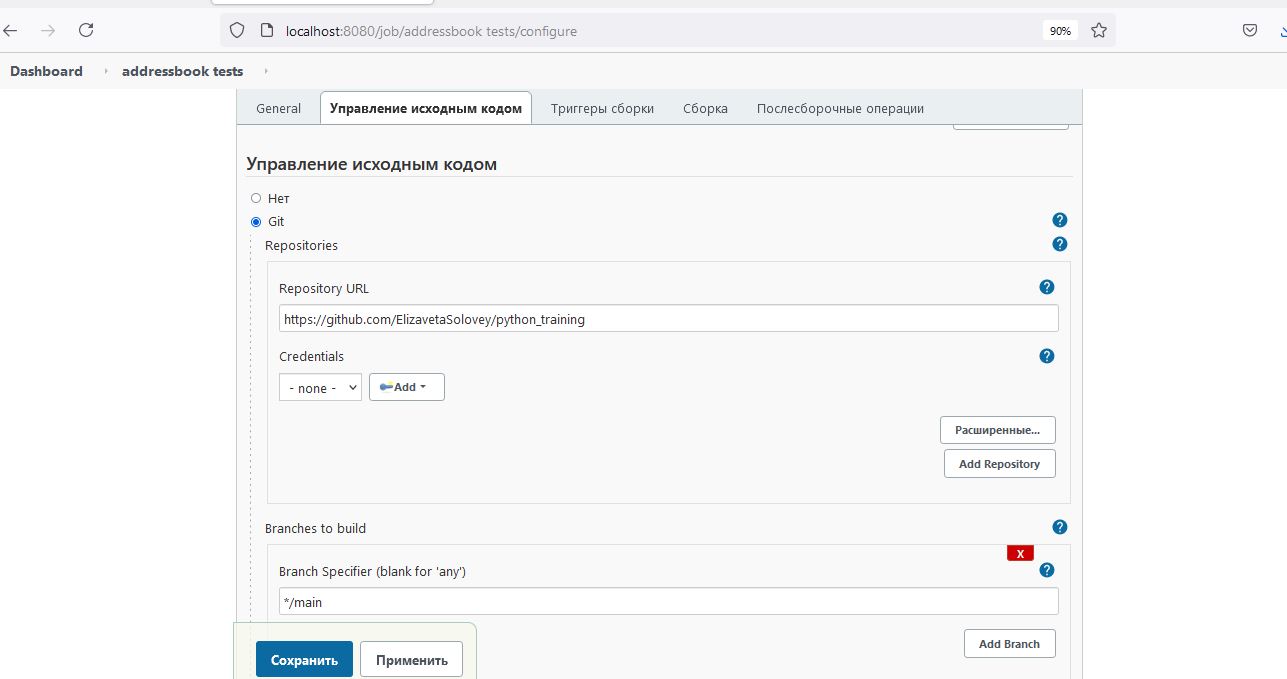 localhost:8080/job/addressbook tests/configure
90%
Dashboard
addressbook tests
General
Управление исходным кодом
Триггеры сборки
Сборка
Послесборочные операции
Управление исходным кодом
Нет
Git
?
Repositories
?
Repository URL
?
https://github.com/ElizavetaSolovey/python_training
Credentials
?
- none -
Add
Расширенные...
Add Repository
Branches to build
?
X
Branch Specifier (blank for 'any')
?
*/main
Add Branch
Сохранить
Применить